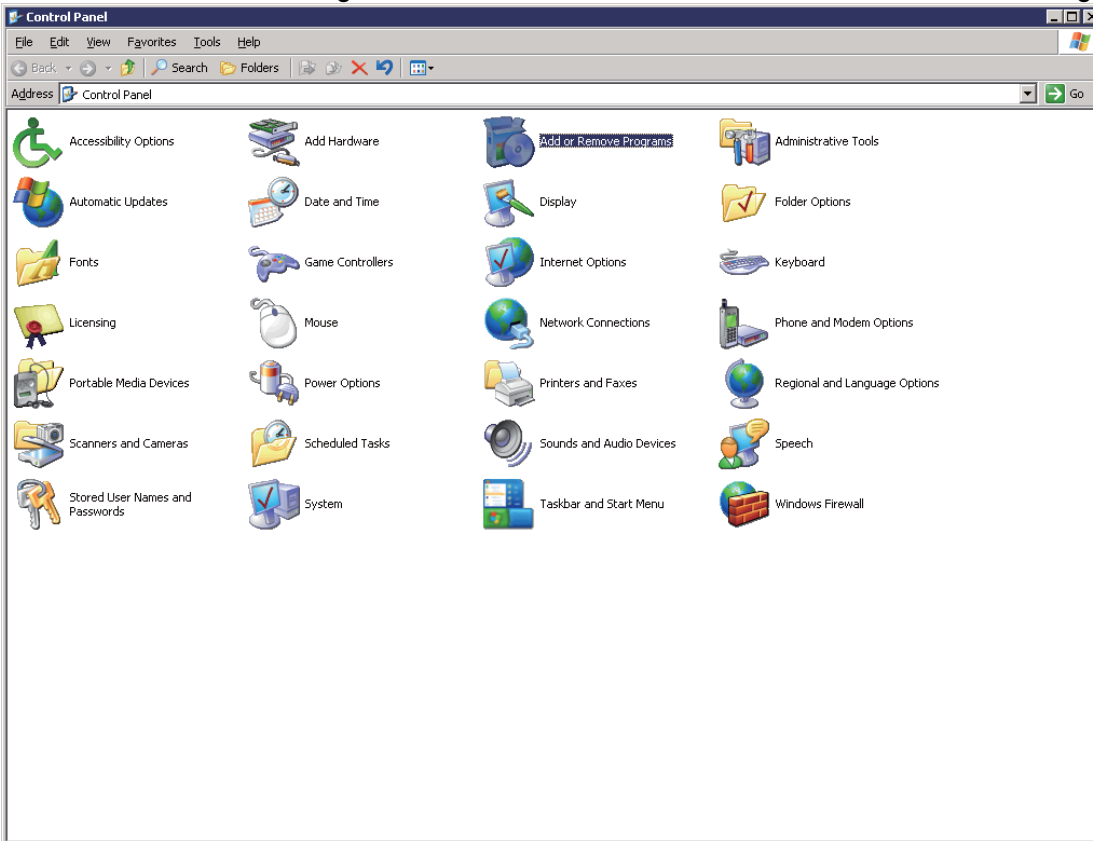 Control Panel
File Edit View Favorites Tools Help
Back Search Folders
Address Control Panel Go
Accessibility Options Add Hardware Add or Remove Programs Administrative Tools
Automatic Updates Date and Time Display Folder Options
Fonts Game Controllers Internet Options Keyboard
Licensing Mouse Network Connections Phone and Modem Options
Portable Media Devices Power Options Printers and Faxes Regional and Language Options
Scanners and Cameras Scheduled Tasks Sounds and Audio Devices Speech
Stored User Names and
Passwords System Taskbar and Start Menu Windows Firewall